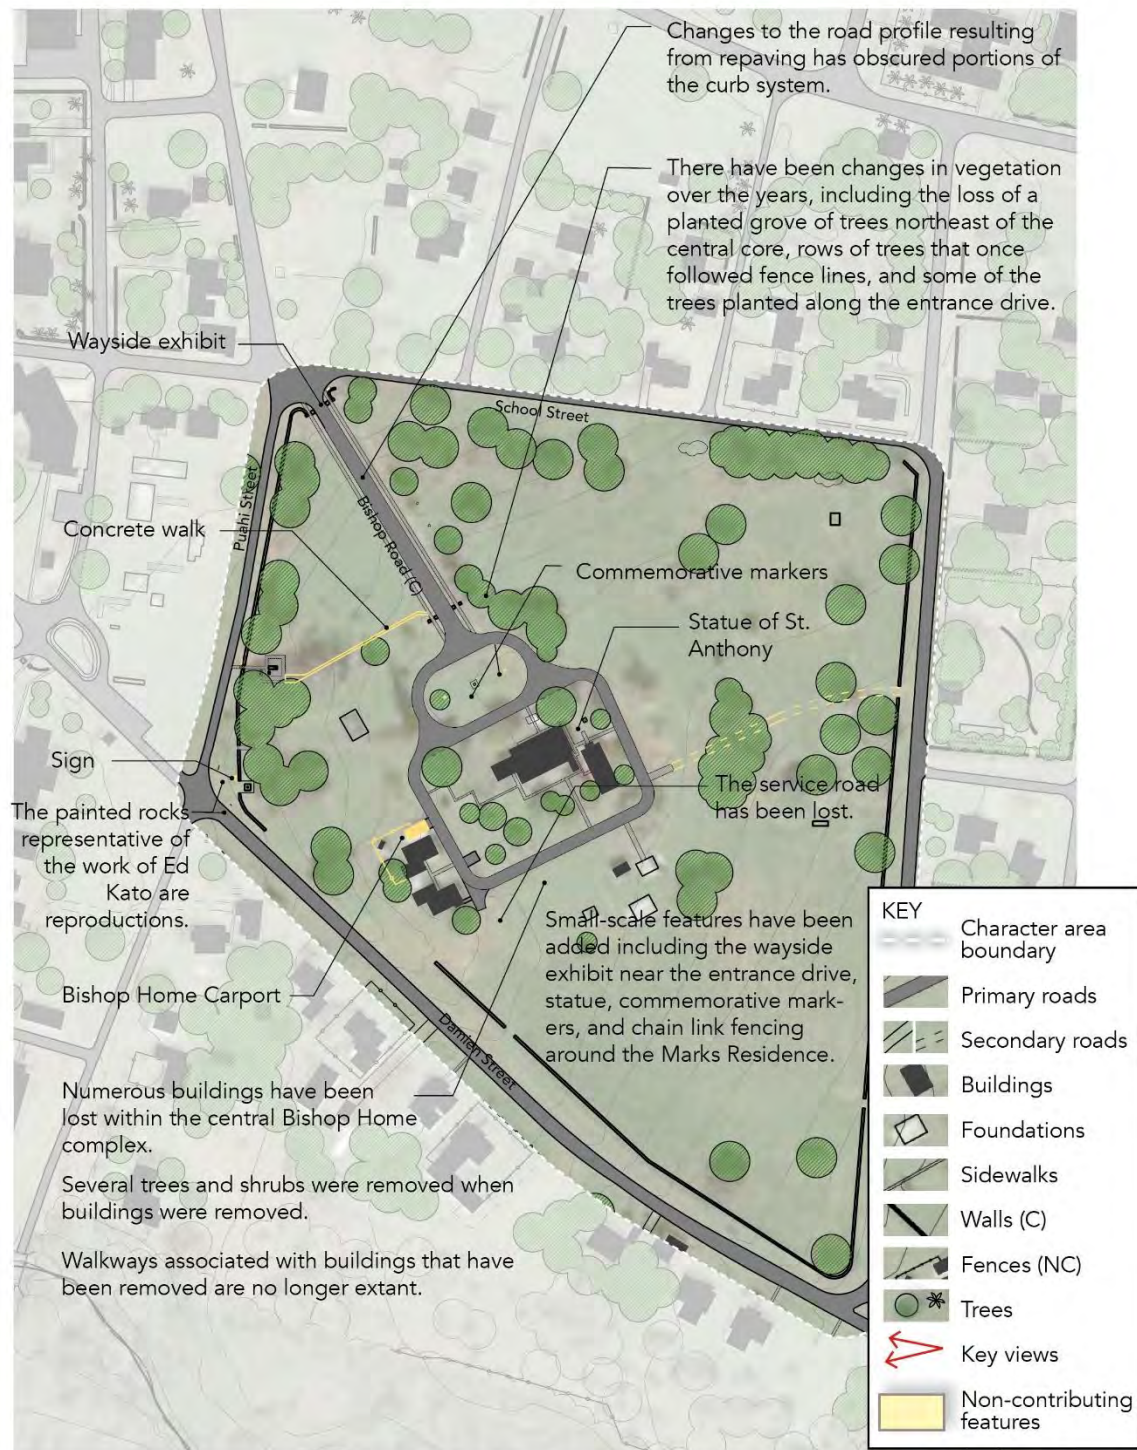 Changes to the road profile resulting
from repaving has obscured portions of
the curb system.
There have been changes in vegetation
over the years, including the loss of a
planted grove of trees northeast of the
central core, rows of trees that once
followed fence lines, and some of the
trees planted along the entrance drive.
Wayside exhibit
School Street
Puahi Street
Bishop Road (C)
Concrete walk
Commemorative markers
Statue of St.
Anthony
Sign
The service road
has been lost.
The painted rocks
representative of
the work of Ed
Kato are
reproductions.
Small-scale features have been
added including the wayside
exhibit near the entrance drive,
statue, commemorative mark-
ers, and chain link fencing
around the Marks Residence.
Bishop Home Carport
Damien Street
Numerous buildings have been
lost within the central Bishop Home
complex.
Several trees and shrubs were removed when
buildings were removed.
Walkways associated with buildings that have
been removed are no longer extant.
KEY
Character area
boundary
Primary roads
Secondary roads
Buildings
Foundations
Sidewalks
Walls (C)
Fences (NC)
Trees
Key views
Non-contributing
features